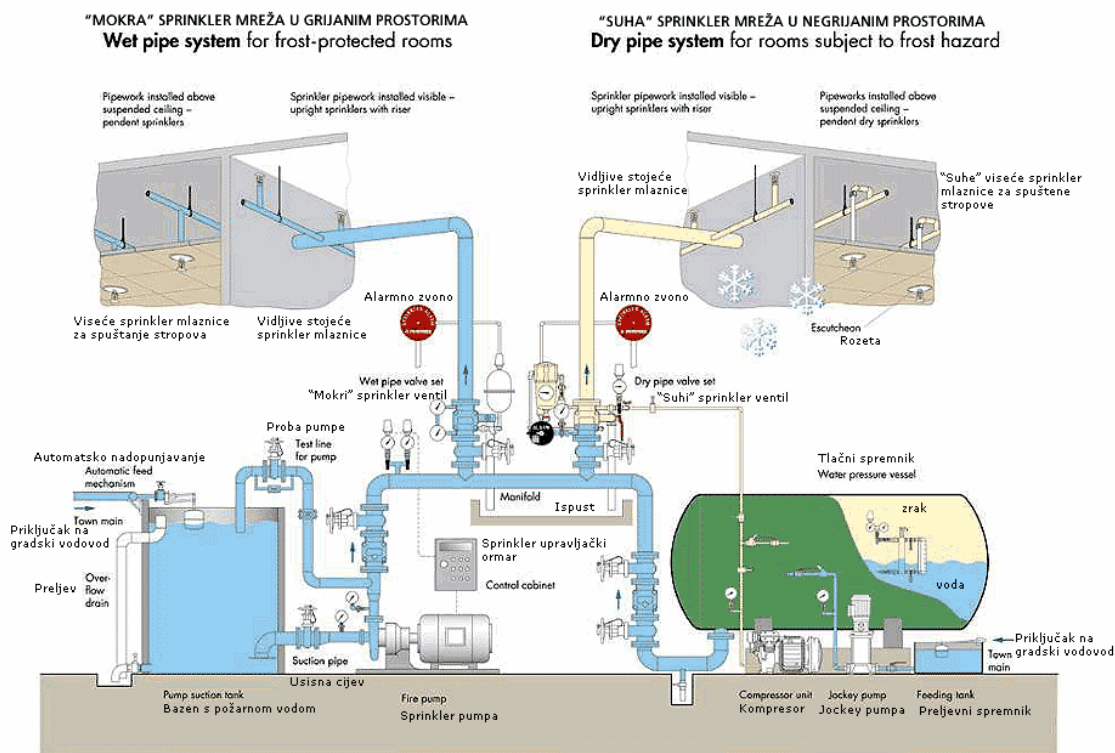 "MOKRA" SPRINKLER MREŽA U GRIJANIM PROSTORIMA
Wet pipe system for frost-protected rooms
"SUHA" SPRINKLER MREŽA U NEGRIJANIM PROSTORIMA
Dry pipe system for rooms subject to frost hazard
Pipework installed above
suspended ceiling –
pendent sprinklers
Sprinkler pipework installed visible –
upright sprinklers with riser
Sprinkler pipework installed visible –
upright sprinklers with riser
Pipeworks installed above
suspended ceiling –
pendent dry sprinklers
Vidljive stojeće
sprinkler mlaznice
"Suhe" viseće sprinkler
mlaznice za spuštene
stropove
Viseće sprinkler mlaznice
za spuštanje stropova
Vidljive stojeće
sprinkler mlaznice
Alarmno zvono
Alarmno zvono
Escutcheon
Rozeta
Wet pipe valve set
"Mokri" sprinkler ventil
Dry pipe valve set
"Suhi" sprinkler ventil
Proba pumpe
Test line
for pump
Automatsko nadopunjavanje
Automatic feed
mechanism
Town main
Priključak na
gradski vodovod
Preljev
Over-
flow
drain
Manifold
Ispust
Sprinkler upravljački
ormar
Control cabinet
Tlačni spremnik
Water pressure vessel
zrak
voda
Priključak na
gradski vodovod
Town
main
Suction pipe
Usisna cijev
Pump suction tank
Bazen s požarnom vodom
Fire pump
Sprinkler pumpa
Compressor unit
Kompresor
Jockey pump
Jockey pumpa
Feeding tank
Preljevni spremnik